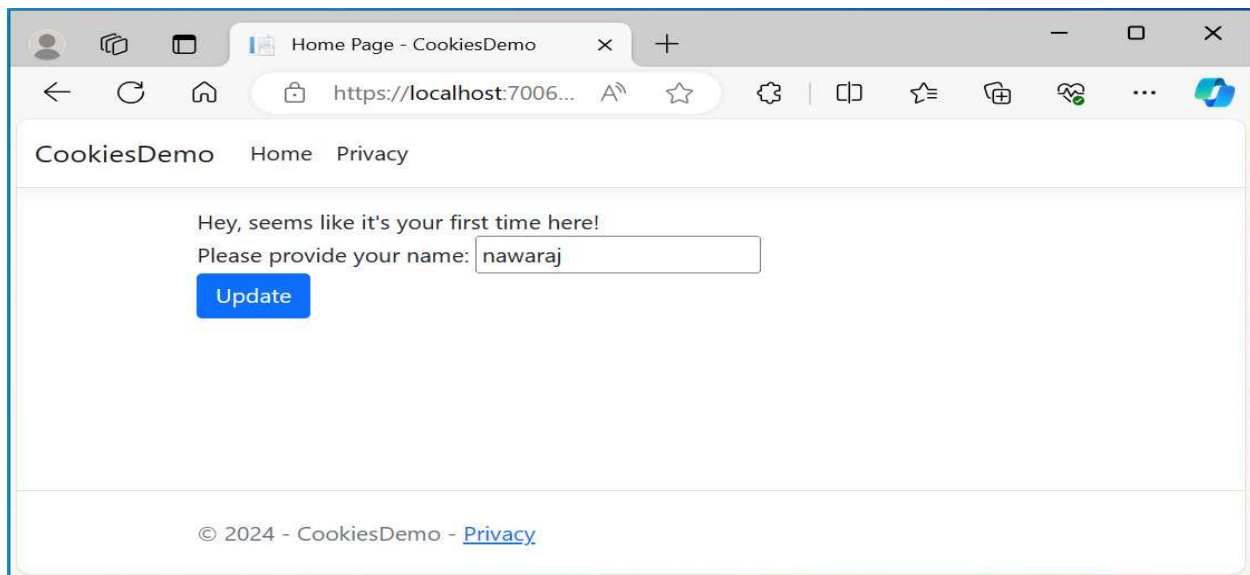 Home Page - CookiesDemo
https://localhost:7006...
CookiesDemo Home Privacy
Hey, seems like it's your first time here!
Please provide your name: nawaraj
Update
© 2024 - CookiesDemo - Privacy